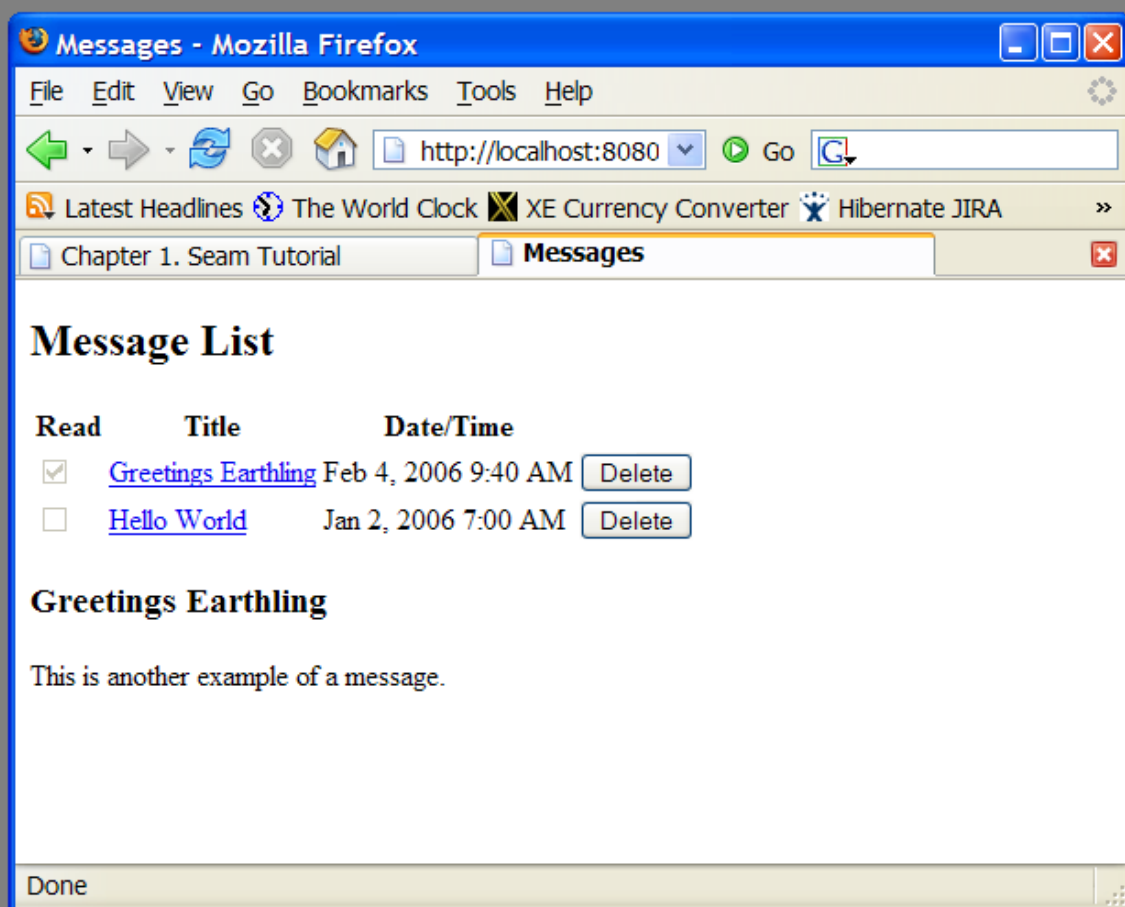 Messages - Mozilla Firefox
File Edit View Go Bookmarks Tools Help
http://localhost:8080 Go G
Latest Headlines The World Clock XE Currency Converter Hibernate JIRA »
Chapter 1. Seam Tutorial Messages
Message List
Read Title Date/Time
Greetings Earthling Feb 4, 2006 9:40 AM Delete
Hello World Jan 2, 2006 7:00 AM Delete
Greetings Earthling
This is another example of a message.
Done